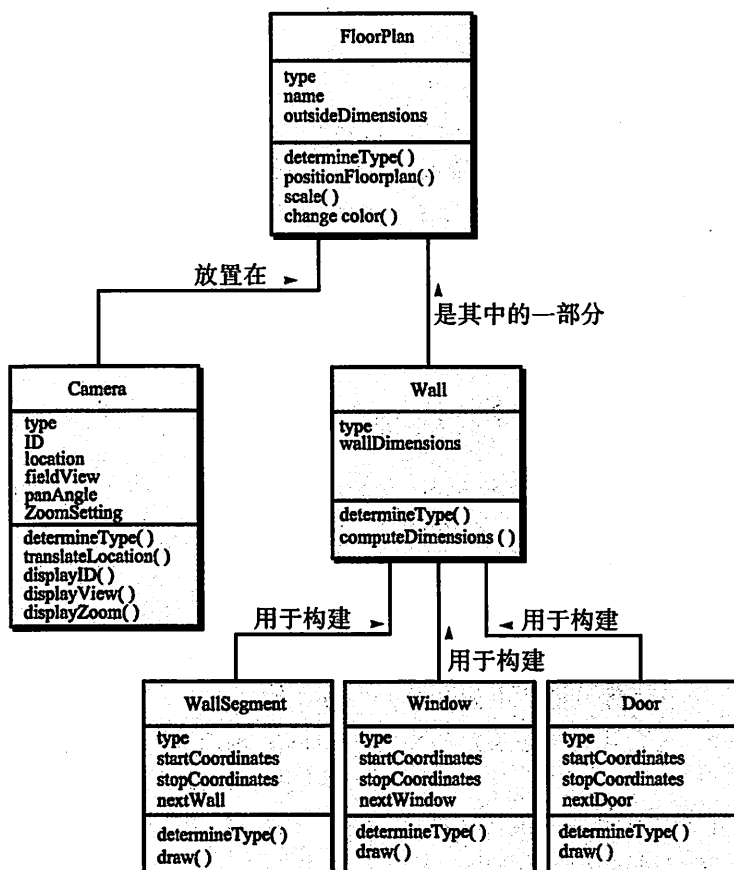 FloorPlan
type
name
outsideDimensions
determineType( )
positionFloorplan( )
scale( )
change color( )
放置在
是其中的一部分
Camera
type
ID
location
fieldView
panAngle
ZoomSetting
determineType( )
translateLocation( )
displayID( )
displayView( )
displayZoom( )
Wall
type
wallDimensions
determineType( )
computeDimensions ( )
用于构建
用于构建
用于构建
WallSegment
type
startCoordinates
stopCoordinates
nextWall
determineType( )
draw( )
Window
type
startCoordinates
stopCoordinates
nextWindow
determineType( )
draw( )
Door
type
startCoordinates
stopCoordinates
nextDoor
determineType( )
draw( )